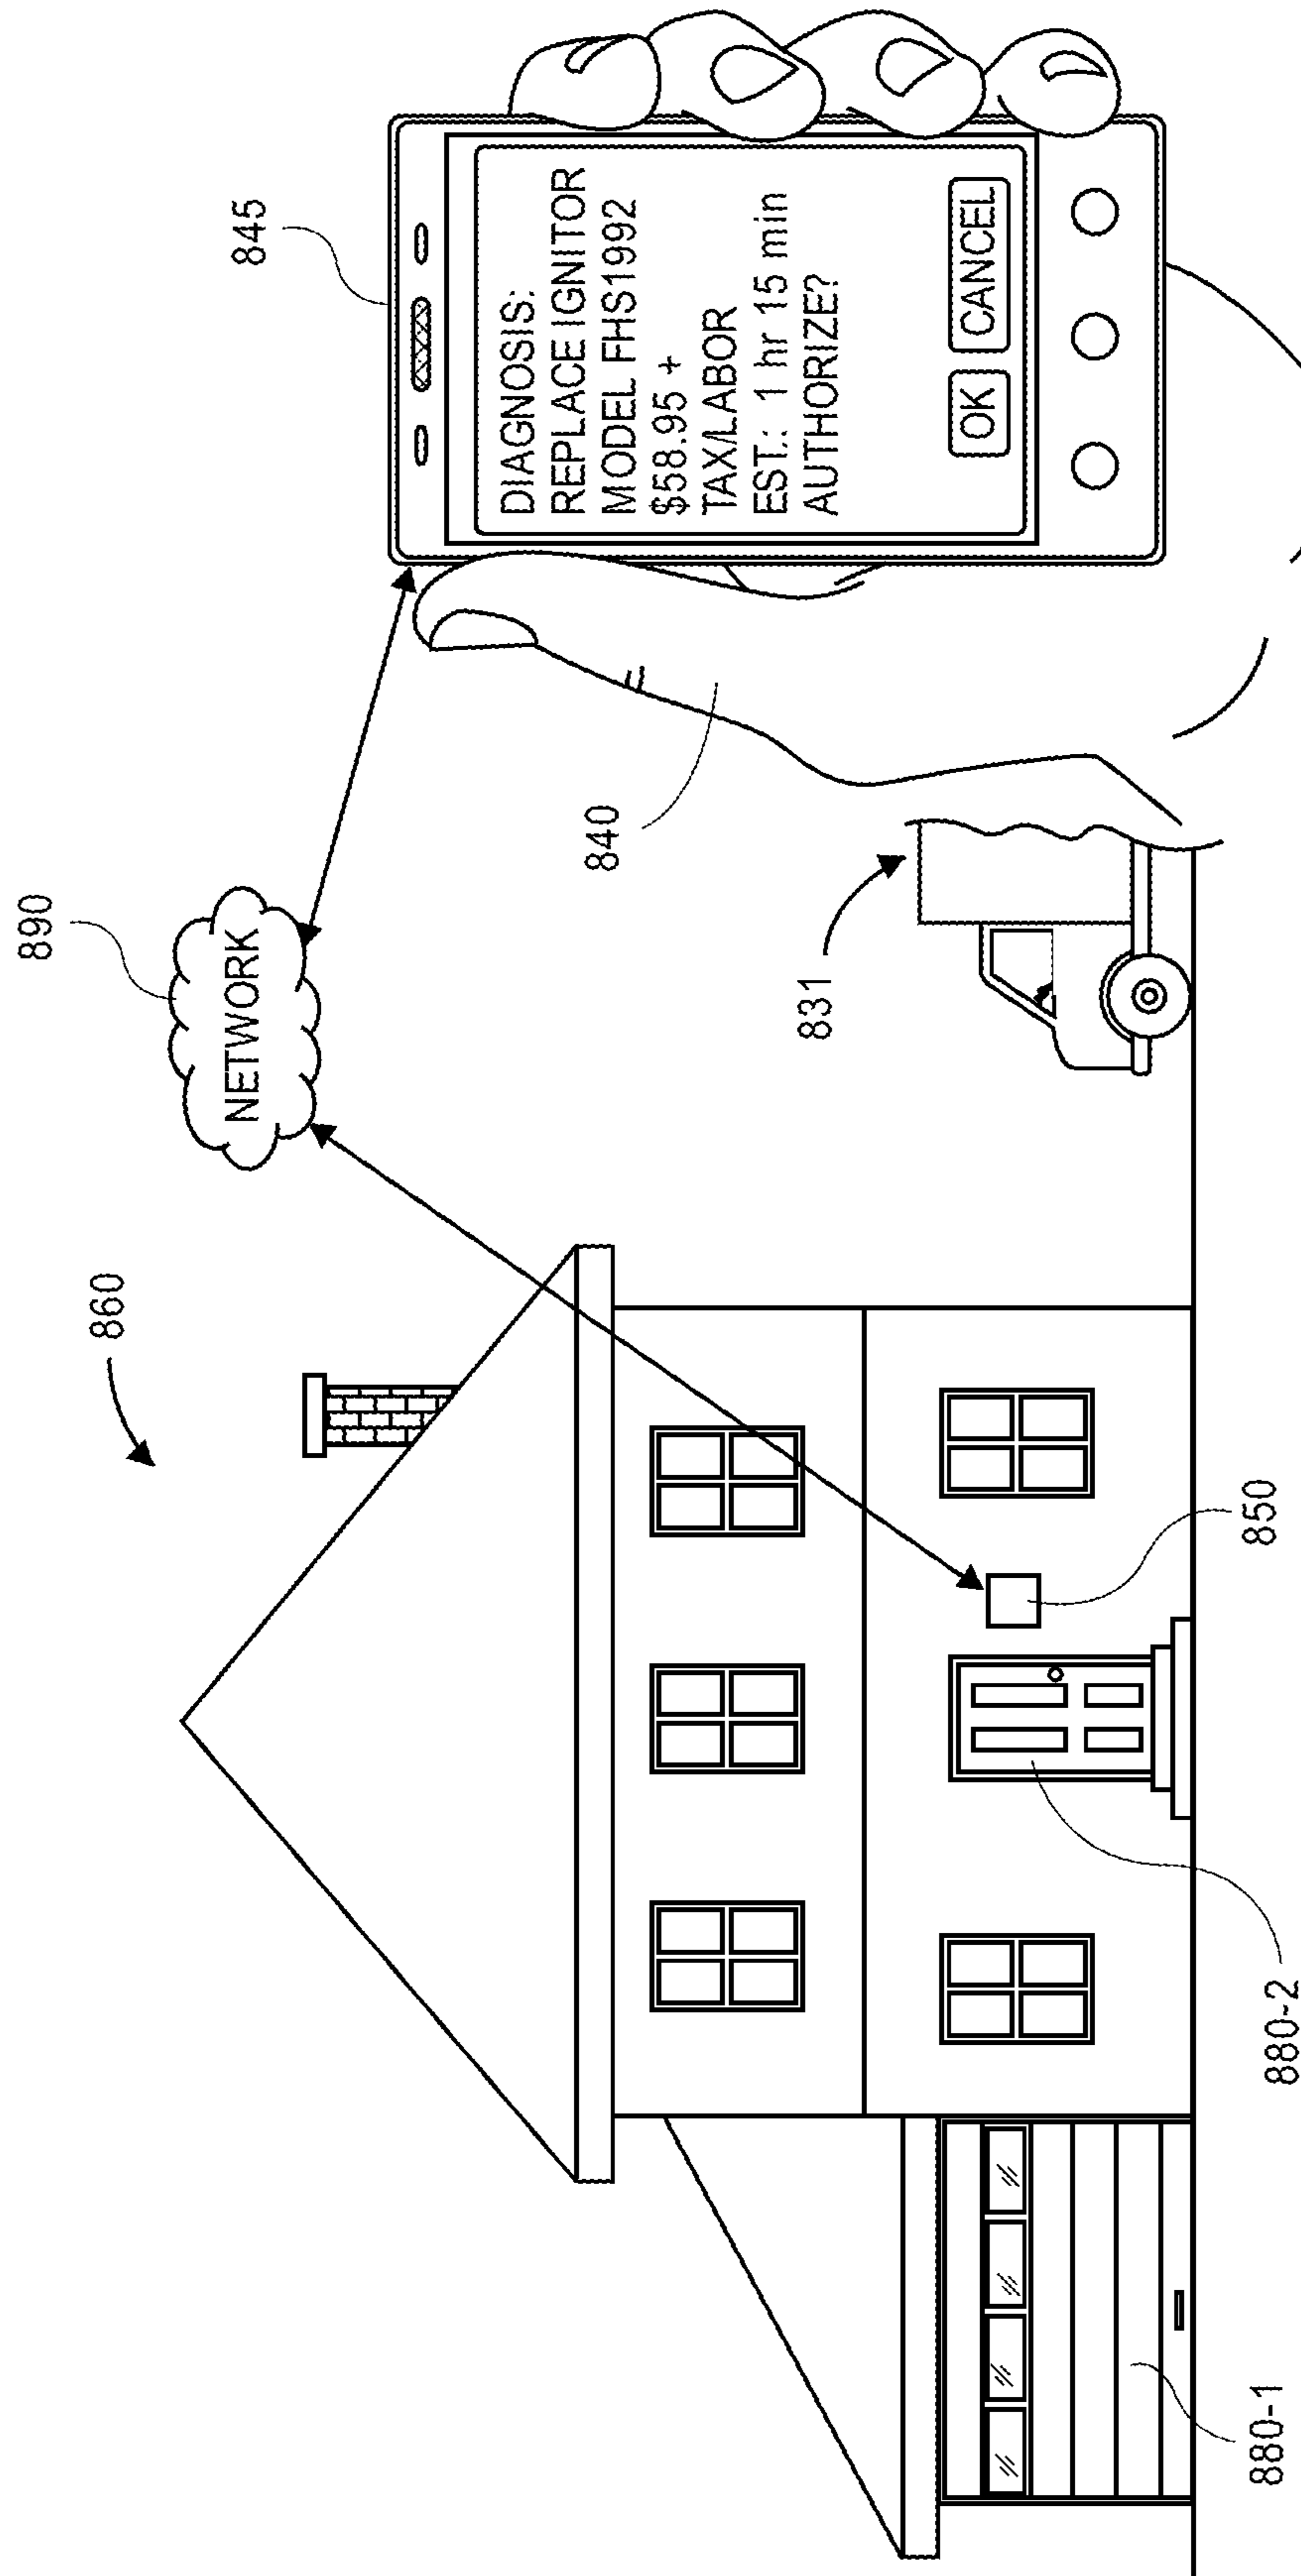 860
890
NETWORK
845
DIAGNOSIS:
REPLACE IGNITOR
MODEL FHS1992
$58.95 +
TAX/LABOR
EST.: 1 hr 15 min
AUTHORIZE?
OK CANCEL
840
831
850
880-2
880-1